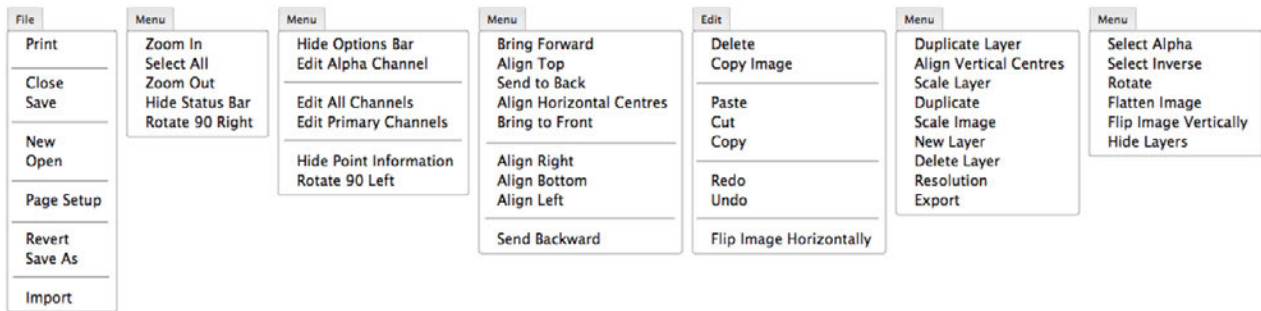 File
Print
Close
Save
New
Open
Page Setup
Revert
Save As
Import
Menu
Zoom In
Select All
Zoom Out
Hide Status Bar
Rotate 90 Right
Menu
Hide Options Bar
Edit Alpha Channel
Edit All Channels
Edit Primary Channels
Hide Point Information
Rotate 90 Left
Menu
Bring Forward
Align Top
Send to Back
Align Horizontal Centres
Bring to Front
Align Right
Align Bottom
Align Left
Send Backward
Edit
Delete
Copy Image
Paste
Cut
Copy
Redo
Undo
Flip Image Horizontally
Menu
Duplicate Layer
Align Vertical Centres
Scale Layer
Duplicate
Scale Image
New Layer
Delete Layer
Resolution
Export
Menu
Select Alpha
Select Inverse
Rotate
Flatten Image
Flip Image Vertically
Hide Layers